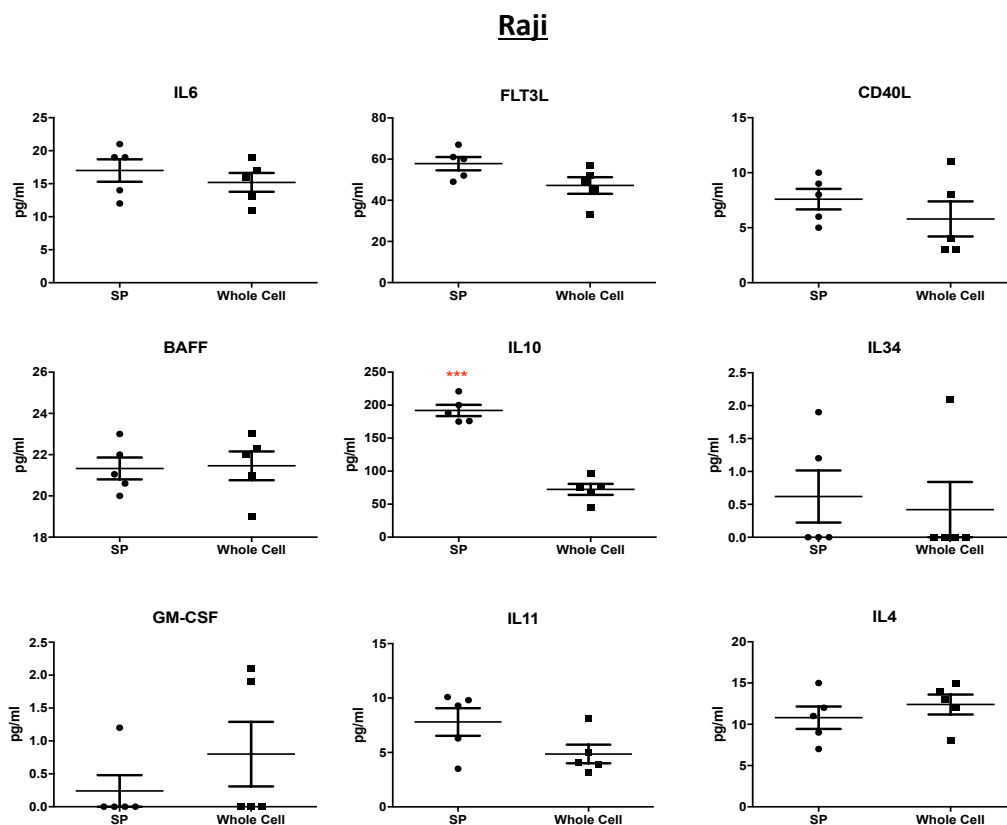 Raji
IL6
25
20
15
10
5
0
pg/ml
SP
Whole Cell
FLT3L
80
60
40
20
0
pg/ml
SP
Whole Cell
CD40L
15
10
5
0
pg/ml
SP
Whole Cell
BAFF
26
24
22
20
18
pg/ml
SP
Whole Cell
IL10
***
250
200
150
100
50
0
pg/ml
SP
Whole Cell
IL34
2.5
2.0
1.5
1.0
0.5
0.0
pg/ml
SP
Whole Cell
GM-CSF
2.5
2.0
1.5
1.0
0.5
0.0
pg/ml
SP
Whole Cell
IL11
15
10
5
0
pg/ml
SP
Whole Cell
IL4
20
15
10
5
0
pg/ml
SP
Whole Cell